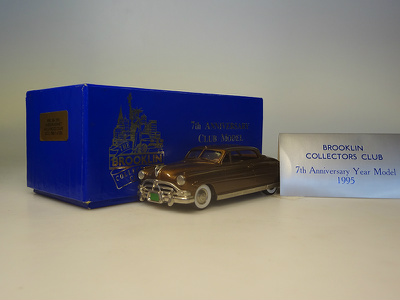 7th Anniversary
Club Model
BROOKLIN
BROOKLIN
COLLECTORS CLUB
7th Anniversary Year Model
1995